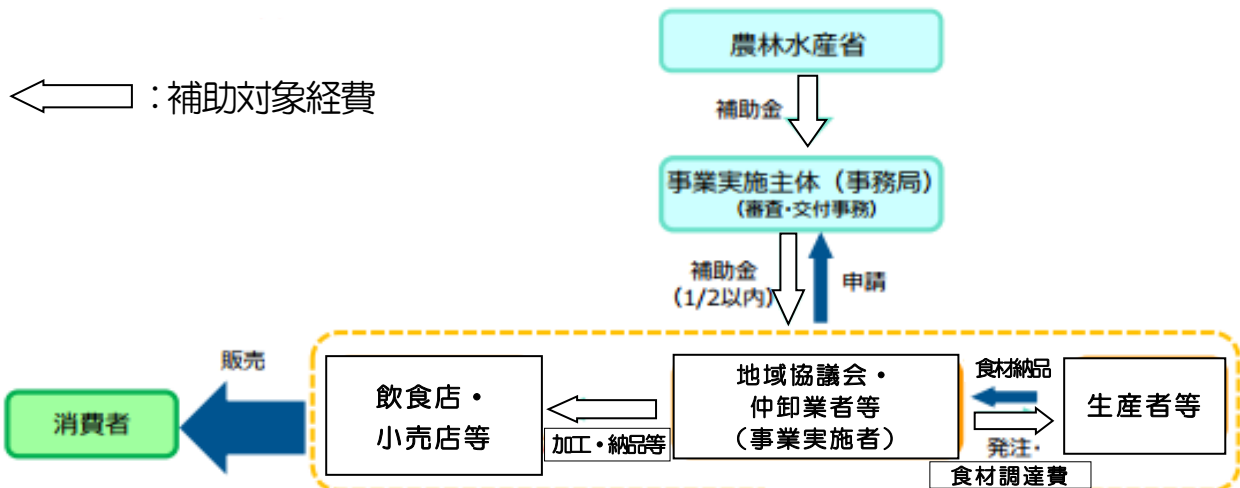 農林水産省
：補助対象経費
補助金
事業実施主体（事務局）
（審査・交付事務）
補助金
（1/2以内）
申請
販売
消費者
飲食店・
小売店等
加工・納品等
地域協議会・
仲卸業者等
（事業実施者）
食材納品
発注・
食材調達費
生産者等